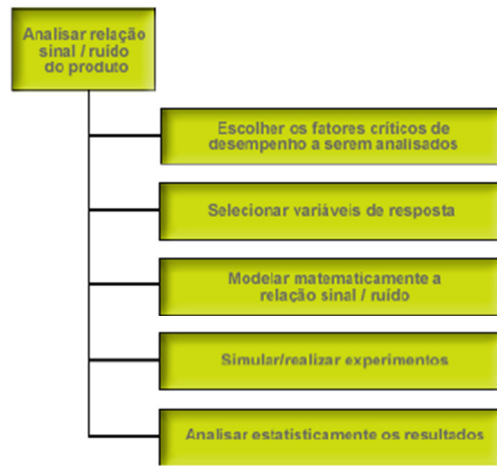 Analisar relação
sinal / ruído
do produto
Escolher os fatores críticos de
desempenho a serem analisados
Selecionar variáveis de resposta
Modelar matematicamente a
relação sinal / ruído
Simular/realizar experimentos
Analisar estatisticamente os resultados